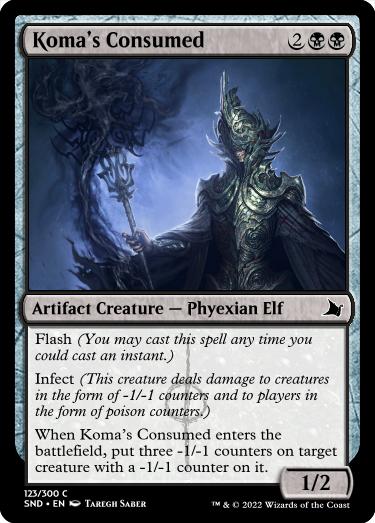 Koma's Consumed 2
Artifact Creature — Phyexian Elf
Flash (You may cast this spell any time you
could cast an instant.)
Infect (This creature deals damage to creatures
in the form of -1/-1 counters and to players in
the form of poison counters.)
When Koma's Consumed enters the
battlefield, put three -1/-1 counters on target
creature with a -1/-1 counter on it.
1/2
123/300 C
SND • EN Taregh Saber
™ & © 2022 Wizards of the Coast